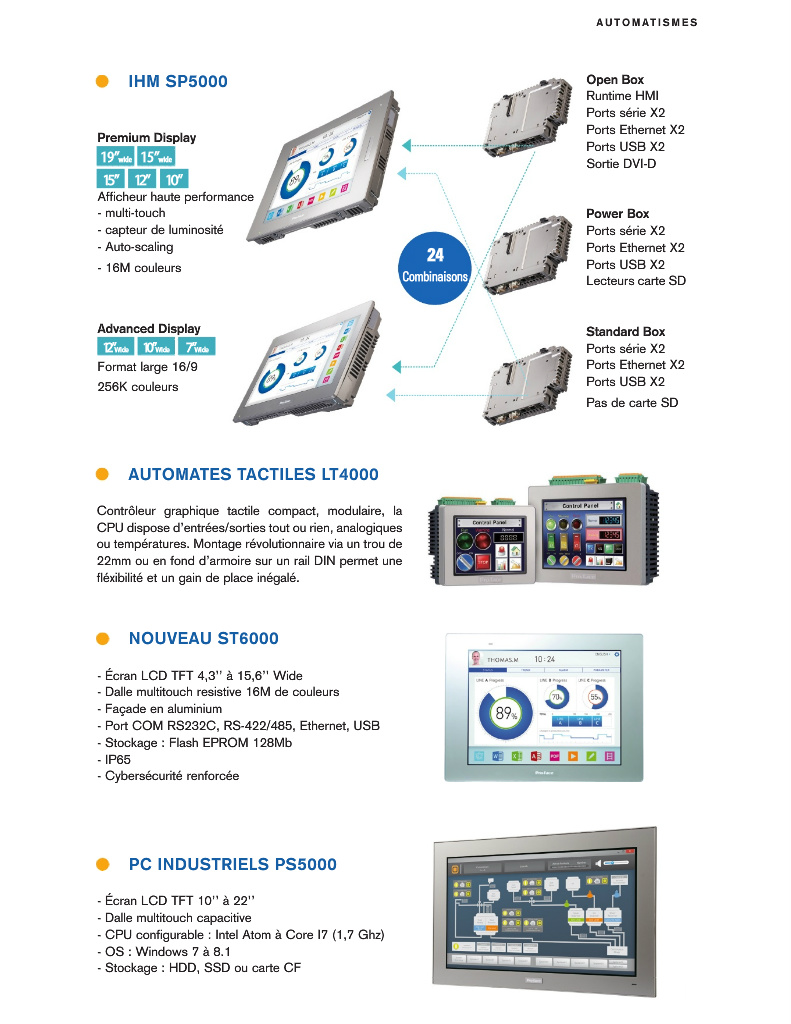 AUTOMATISMES
IHM SP5000
Premium Display
19” wide 15” wide
15” 12” 10”
Afficheur haute performance
- multi-touch
- capteur de luminosité
- Auto-scaling
- 16M couleurs
Advanced Display
12” Wide 10” Wide 7” Wide
Format large 16/9
256K couleurs
24
Combinaisons
Open Box
Runtime HMI
Ports série X2
Ports Ethernet X2
Ports USB X2
Sortie DVI-D
Power Box
Ports série X2
Ports Ethernet X2
Ports USB X2
Lecteurs carte SD
Standard Box
Ports série X2
Ports Ethernet X2
Ports USB X2
Pas de carte SD
AUTOMATES TACTILES LT4000
Contrôleur graphique tactile compact, modulaire, la
CPU dispose d’entrées/sorties tout ou rien, analogiques
ou températures. Montage révolutionnaire via un trou de
22mm ou en fond d’armoire sur un rail DIN permet une
fléxibilité et un gain de place inégalé.
Control Panel
Control Panel
STOP
NOUVEAU ST6000
- Écran LCD TFT 4,3’’ à 15,6’’ Wide
- Dalle multitouch resistive 16M de couleurs
- Façade en aluminium
- Port COM RS232C, RS-422/485, Ethernet, USB
- Stockage : Flash EPROM 128Mb
- IP65
- Cybersécurité renforcée
THOMAS.M 10:24
LINE A Progress LINE B Progress LINE C Progress
89% 70% 55%
A B C
PDF
Pro-face
PC INDUSTRIELS PS5000
- Écran LCD TFT 10’’ à 22’’
- Dalle multitouch capacitive
- CPU configurable : Intel Atom à Core I7 (1,7 Ghz)
- OS : Windows 7 à 8.1
- Stockage : HDD, SSD ou carte CF